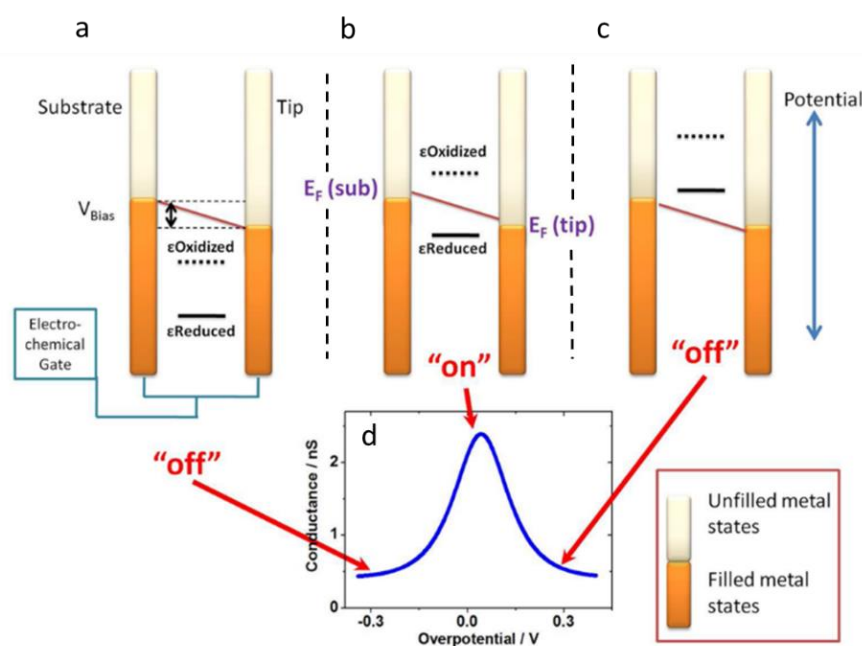 a
b
c
Substrate
Tip
Potential
εOxidized
E_F (sub)
V_Bias
εOxidized
εReduced
E_F (tip)
εReduced
Electro-
chemical
Gate
"on"
"off"
"off"
d
Conductance / nS
2
1
0
-0.3
0.0
0.3
Overpotential / V
Unfilled metal
states
Filled metal
states